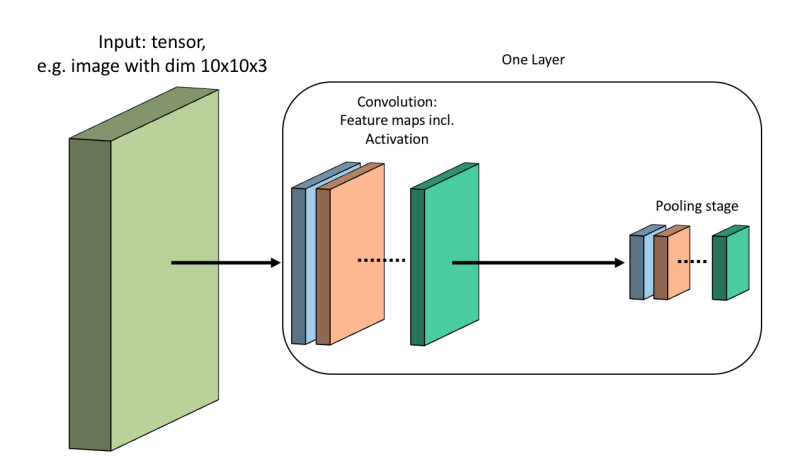 Input: tensor,
e.g. image with dim 10x10x3
One Layer
Convolution:
Feature maps incl.
Activation
Pooling stage